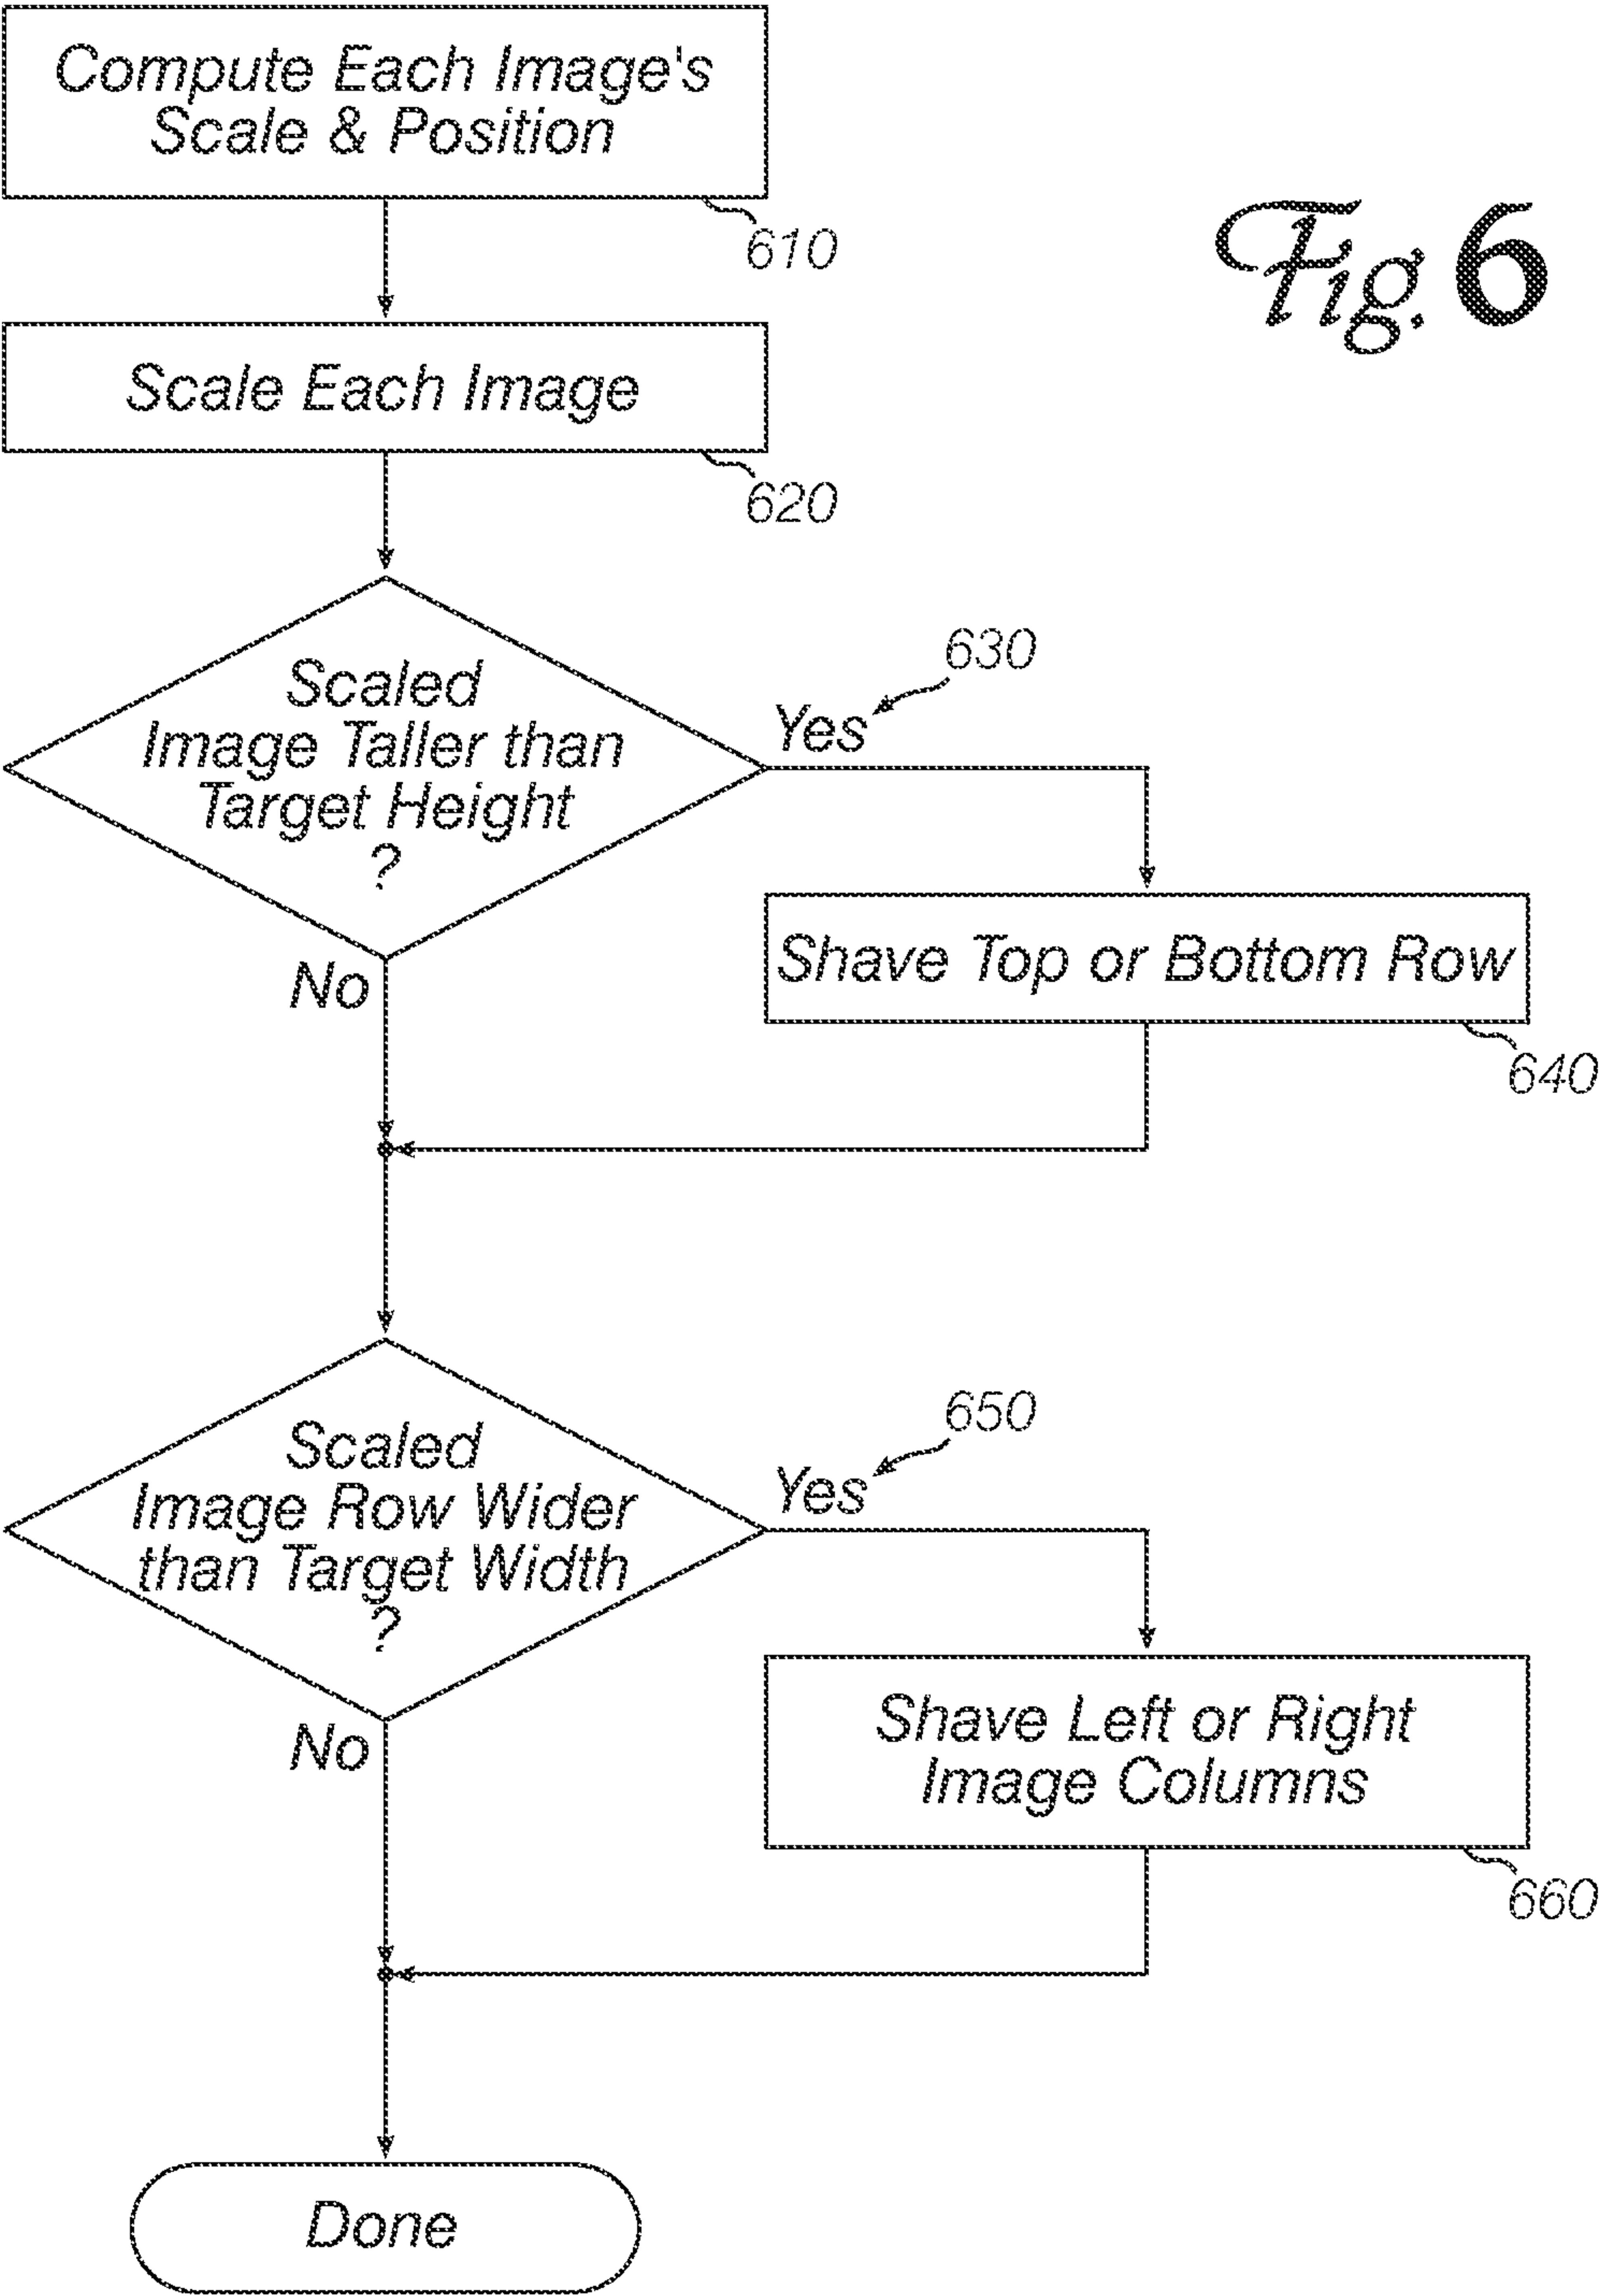 Compute Each Image's
Scale & Position
610
Fig. 6
Scale Each Image
620
Scaled
Image Taller than
Target Height
?
Yes
630
No
Shave Top or Bottom Row
640
Scaled
Image Row Wider
than Target Width
?
Yes
650
No
Shave Left or Right
Image Columns
660
Done